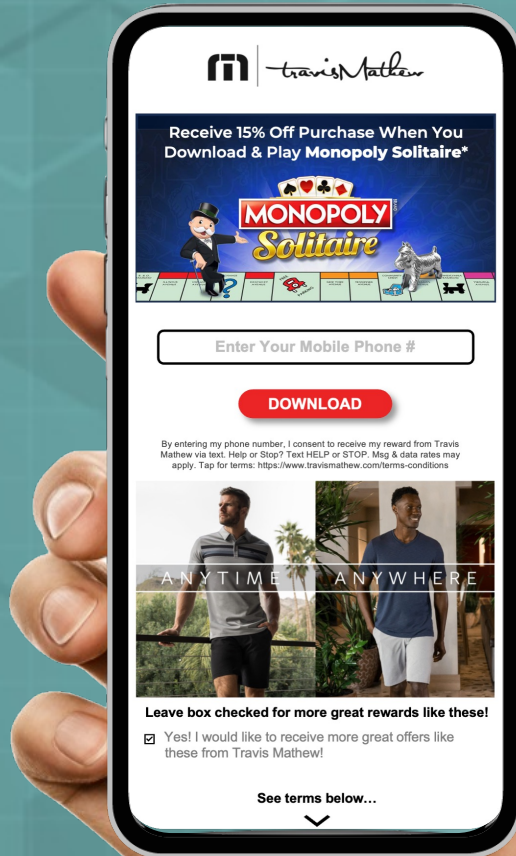 travisMathew
Receive 15% Off Purchase When You
Download & Play Monopoly Solitaire*
MONOPOLY
Solitaire
Enter Your Mobile Phone #
DOWNLOAD
By entering my phone number, I consent to receive my reward from Travis
Mathew via text. Help or Stop? Text HELP or STOP. Msg & data rates may
apply. Tap for terms: https://www.travismathew.com/terms-conditions
ANYTIME ANYWHERE
Leave box checked for more great rewards like these!
Yes! I would like to receive more great offers like
these from Travis Mathew!
See terms below...